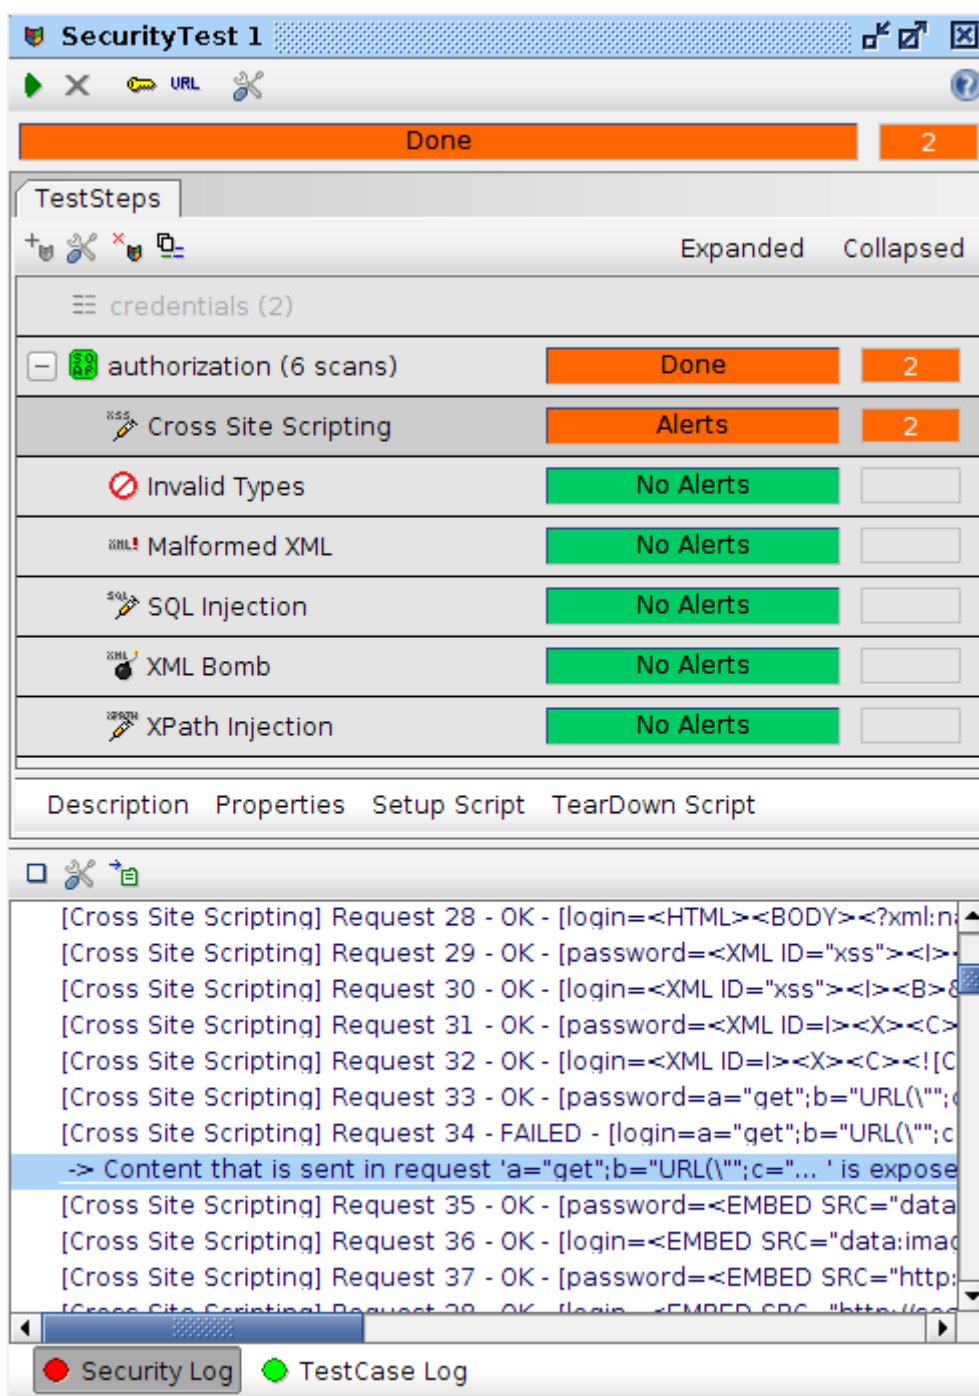 SecurityTest 1
URL
Done 2
TestSteps
Expanded Collapsed
credentials (2)
authorization (6 scans) Done 2
XSS Cross Site Scripting Alerts 2
Invalid Types No Alerts
XML! Malformed XML No Alerts
SQL SQL Injection No Alerts
XML XML Bomb No Alerts
XPATH XPath Injection No Alerts
Description Properties Setup Script TearDown Script
[Cross Site Scripting] Request 28 - OK - [login=<HTML><BODY><?xml:na
[Cross Site Scripting] Request 29 - OK - [password=<XML ID="xss"><I><
[Cross Site Scripting] Request 30 - OK - [login=<XML ID="xss"><I><B>&
[Cross Site Scripting] Request 31 - OK - [password=<XML ID=I><X><C>
[Cross Site Scripting] Request 32 - OK - [login=<XML ID=I><X><C><![C
[Cross Site Scripting] Request 33 - OK - [password=a="get";b="URL(\"";c
[Cross Site Scripting] Request 34 - FAILED - [login=a="get";b="URL(\"";c
-> Content that is sent in request 'a="get";b="URL(\"";c="... ' is expose
[Cross Site Scripting] Request 35 - OK - [password=<EMBED SRC="data
[Cross Site Scripting] Request 36 - OK - [login=<EMBED SRC="data:imag
[Cross Site Scripting] Request 37 - OK - [password=<EMBED SRC="http:
Security Log TestCase Log